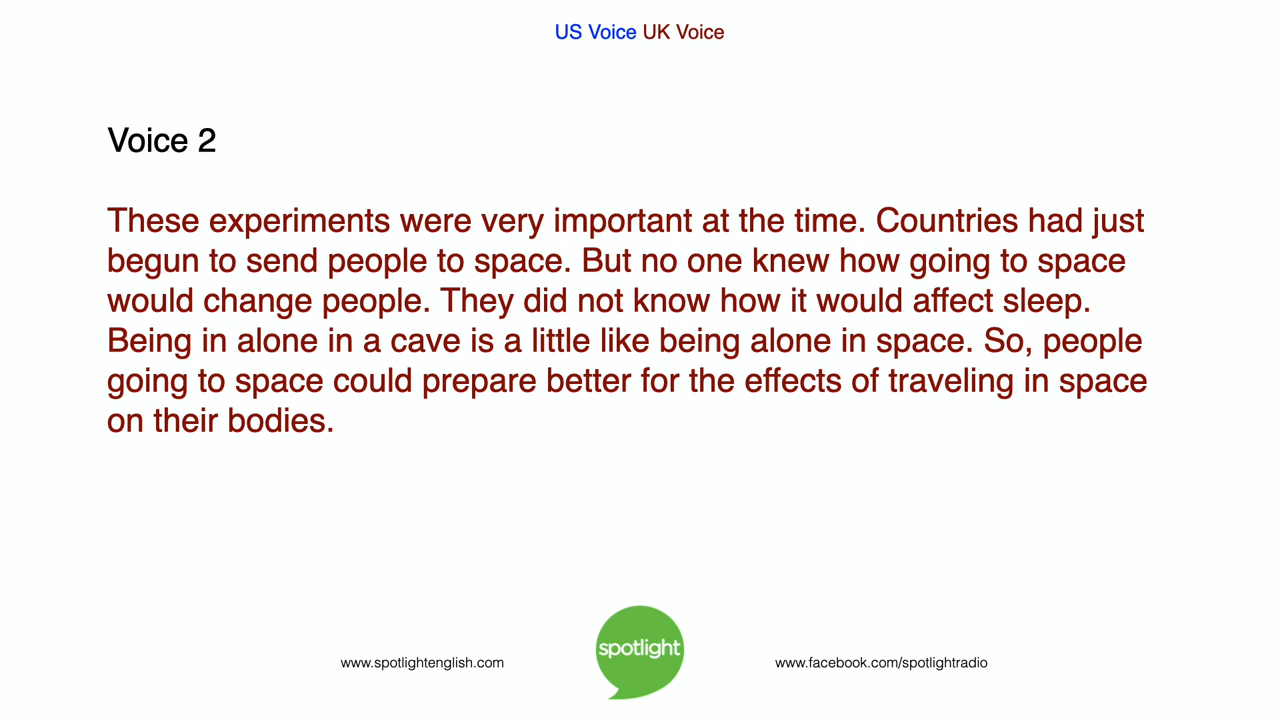 US Voice UK Voice
Voice 2
These experiments were very important at the time. Countries had just
begun to send people to space. But no one knew how going to space
would change people. They did not know how it would affect sleep.
Being in alone in a cave is a little like being alone in space. So, people
going to space could prepare better for the effects of traveling in space
on their bodies.
www.spotlightenglish.com
spotlight
www.facebook.com/spotlightradio